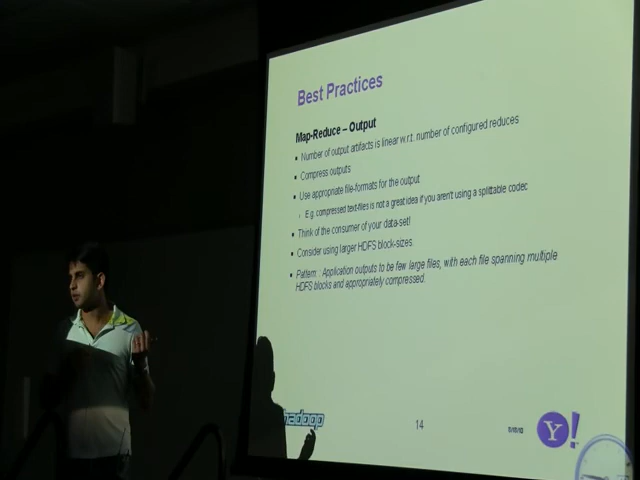 Best Practices
Map-Reduce – Output
Number of output artifacts is linear w.r.t. number of configured reduces
Compress outputs
Use appropriate file-formats for the output
E.g. compressed text-files is not a great idea if you aren't using a splittable codec
Think of the consumer of your data-set!
Consider using larger HDFS block-sizes
Pattern : Application outputs to be few large files, with each file spanning multiple
HDFS blocks and appropriately compressed.
hadoop
14
Y!